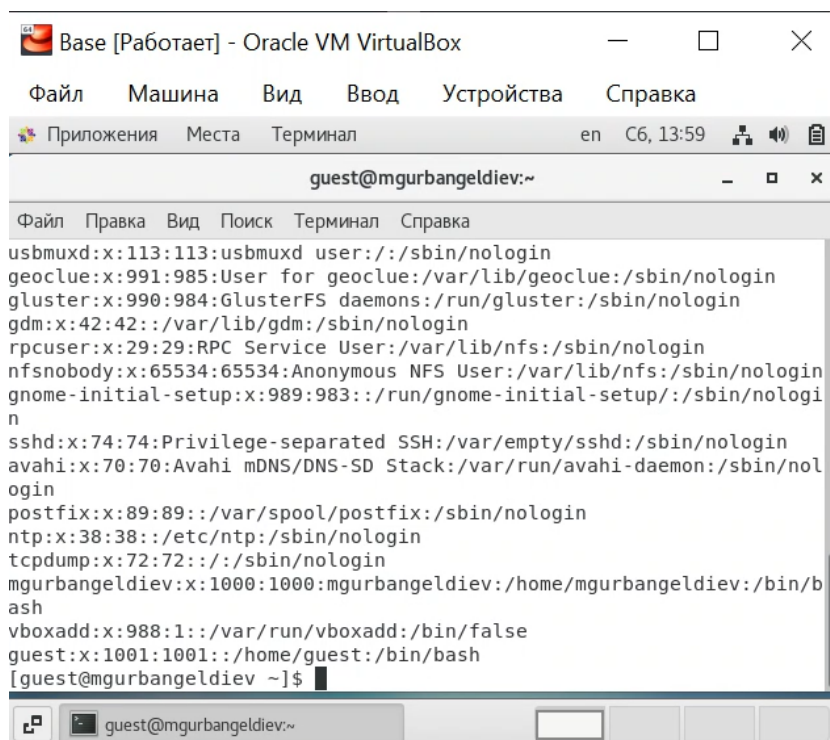 64
Base [Работает] - Oracle VM VirtualBox
Файл Машина Вид Ввод Устройства Справка
Приложения Места Терминал en Сб, 13:59
guest@mgurbangeldiev:~
Файл Правка Вид Поиск Терминал Справка
usbmuxd:x:113:113:usbmuxd user:/:/sbin/nologin
geoclue:x:991:985:User for geoclue:/var/lib/geoclue:/sbin/nologin
gluster:x:990:984:GlusterFS daemons:/run/gluster:/sbin/nologin
gdm:x:42:42::/var/lib/gdm:/sbin/nologin
rpcuser:x:29:29:RPC Service User:/var/lib/nfs:/sbin/nologin
nfsnobody:x:65534:65534:Anonymous NFS User:/var/lib/nfs:/sbin/nologin
gnome-initial-setup:x:989:983::/run/gnome-initial-setup/:/sbin/nologi
n
sshd:x:74:74:Privilege-separated SSH:/var/empty/sshd:/sbin/nologin
avahi:x:70:70:Avahi mDNS/DNS-SD Stack:/var/run/avahi-daemon:/sbin/nol
ogin
postfix:x:89:89::/var/spool/postfix:/sbin/nologin
ntp:x:38:38::/etc/ntp:/sbin/nologin
tcpdump:x:72:72::/:/sbin/nologin
mgurbangeldiev:x:1000:1000:mgurbangeldiev:/home/mgurbangeldiev:/bin/b
ash
vboxadd:x:988:1::/var/run/vboxadd:/bin/false
guest:x:1001:1001::/home/guest:/bin/bash
[guest@mgurbangeldiev ~]$
guest@mgurbangeldiev:~